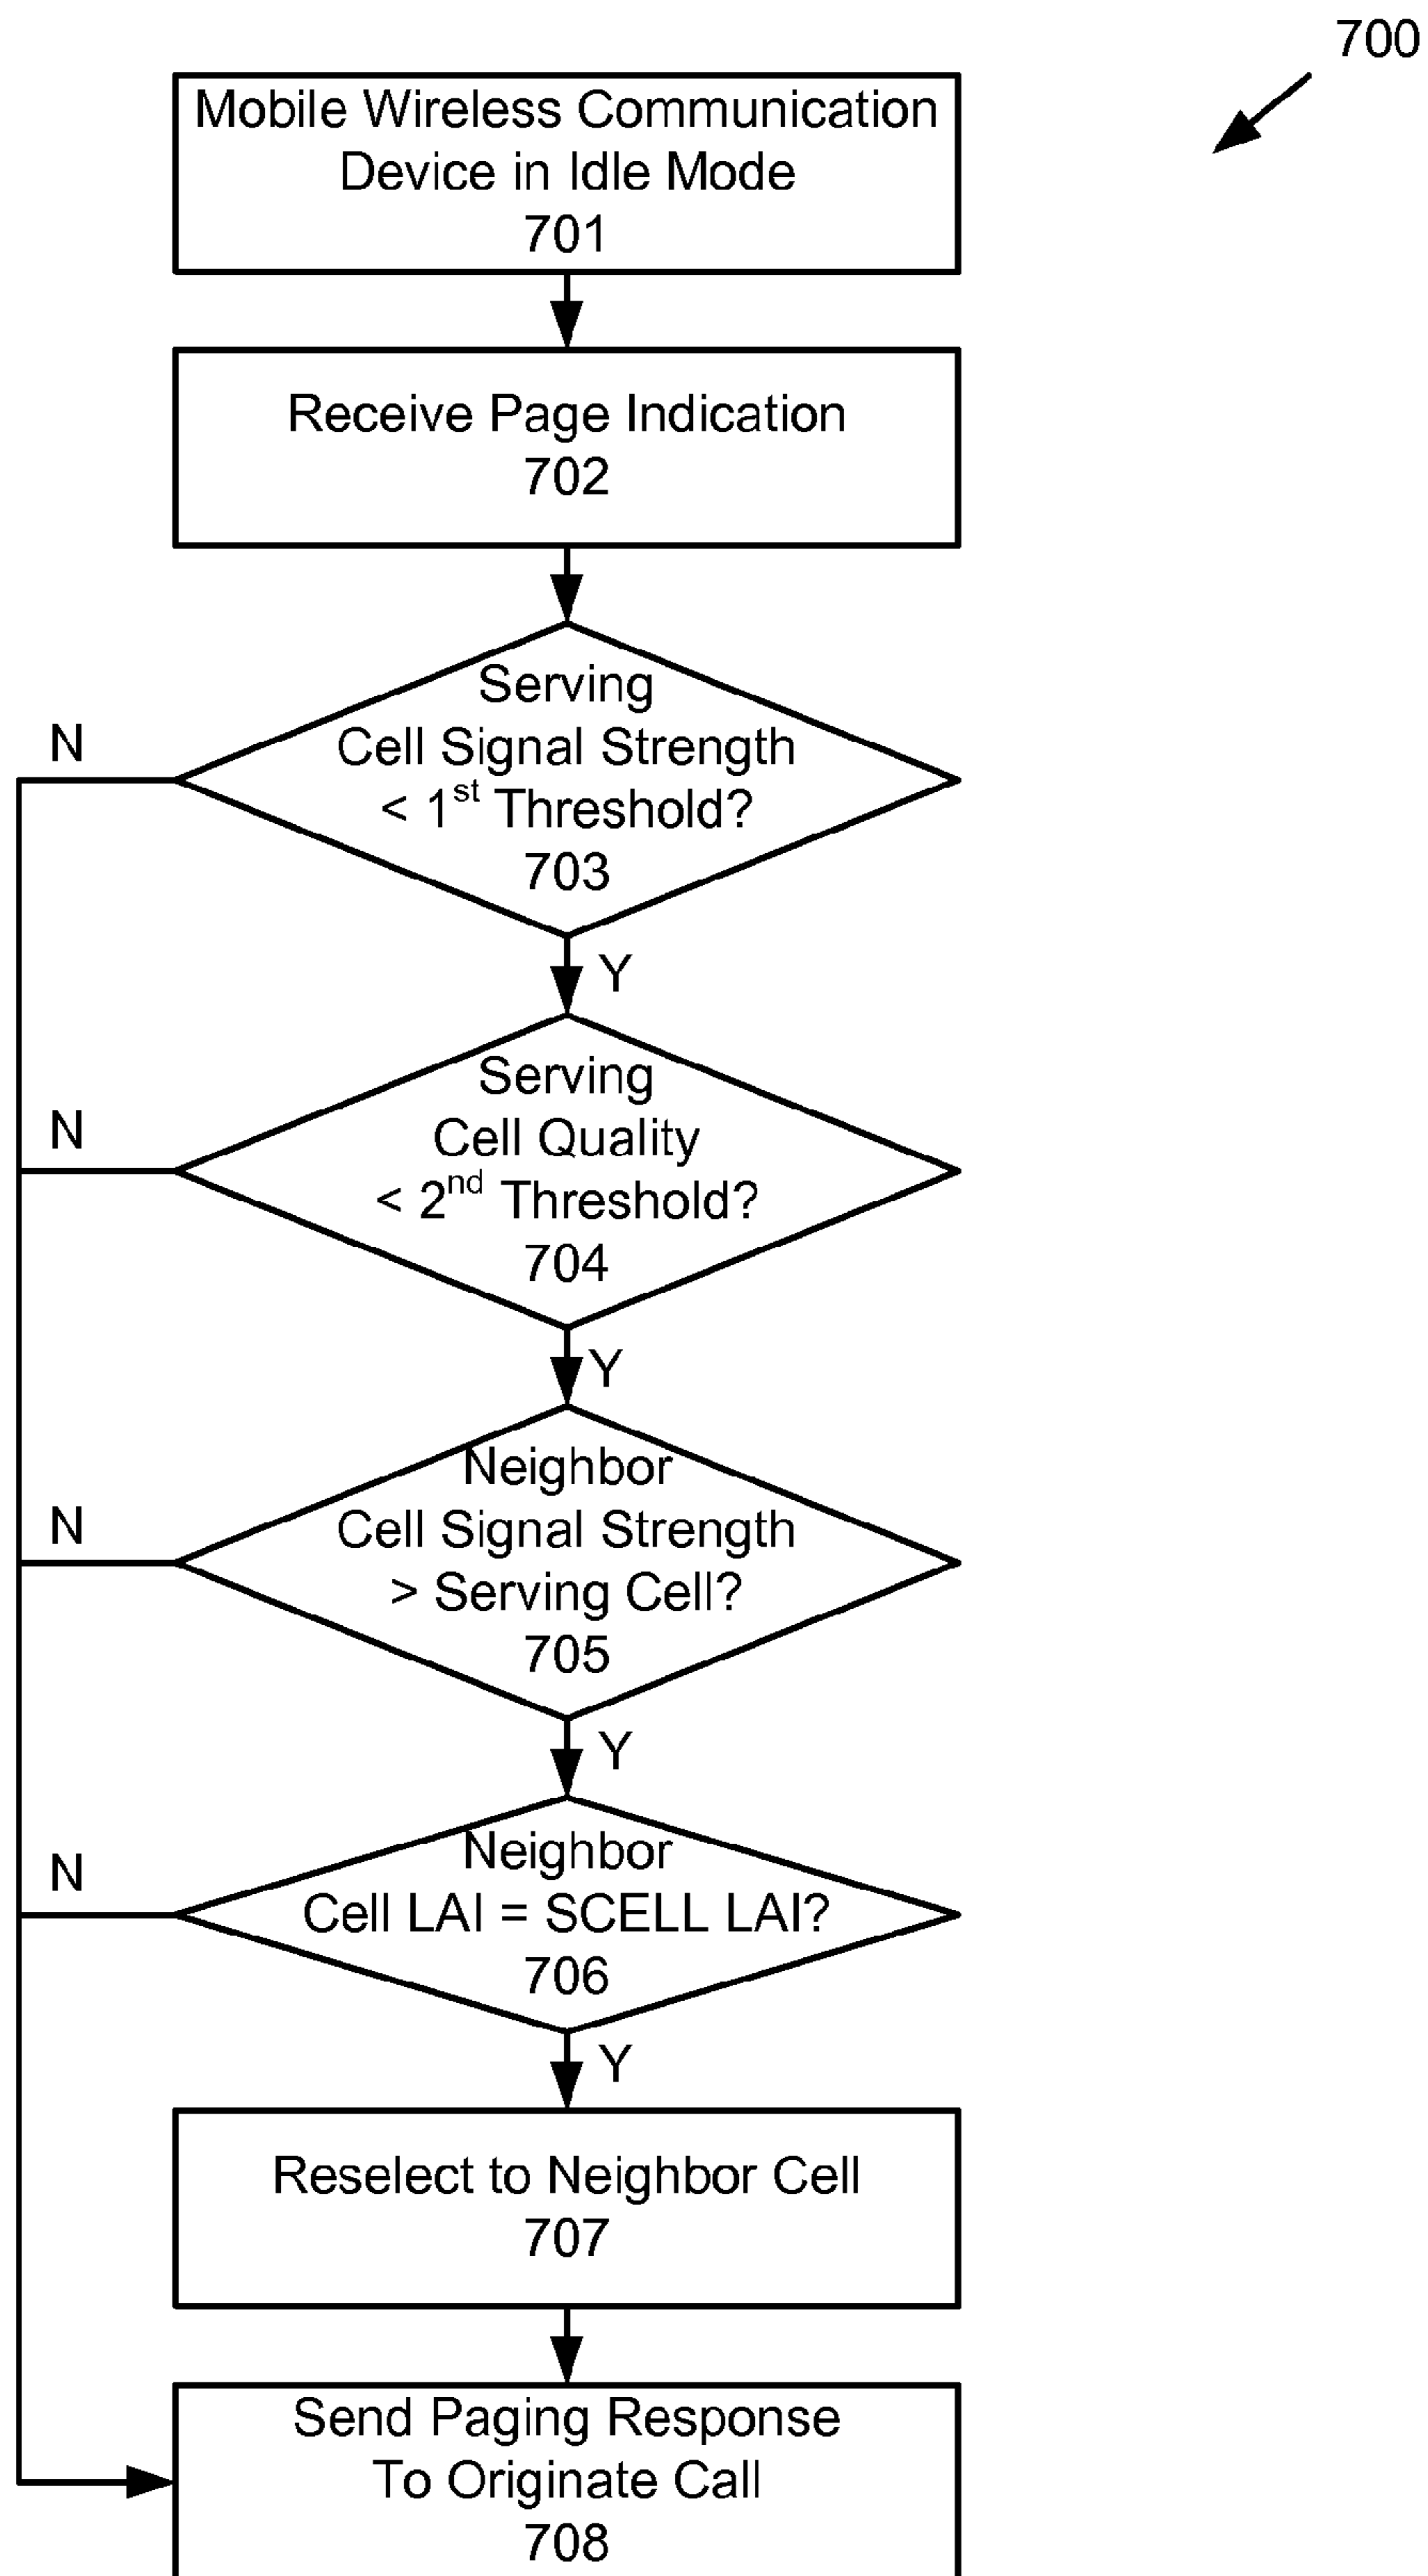 700
Mobile Wireless Communication
Device in Idle Mode
701
Receive Page Indication
702
Serving
Cell Signal Strength
< 1st Threshold?
703
N
Y
Serving
Cell Quality
< 2nd Threshold?
704
N
Y
Neighbor
Cell Signal Strength
> Serving Cell?
705
N
Y
Neighbor
Cell LAI = SCELL LAI?
706
N
Y
Reselect to Neighbor Cell
707
Send Paging Response
To Originate Call
708